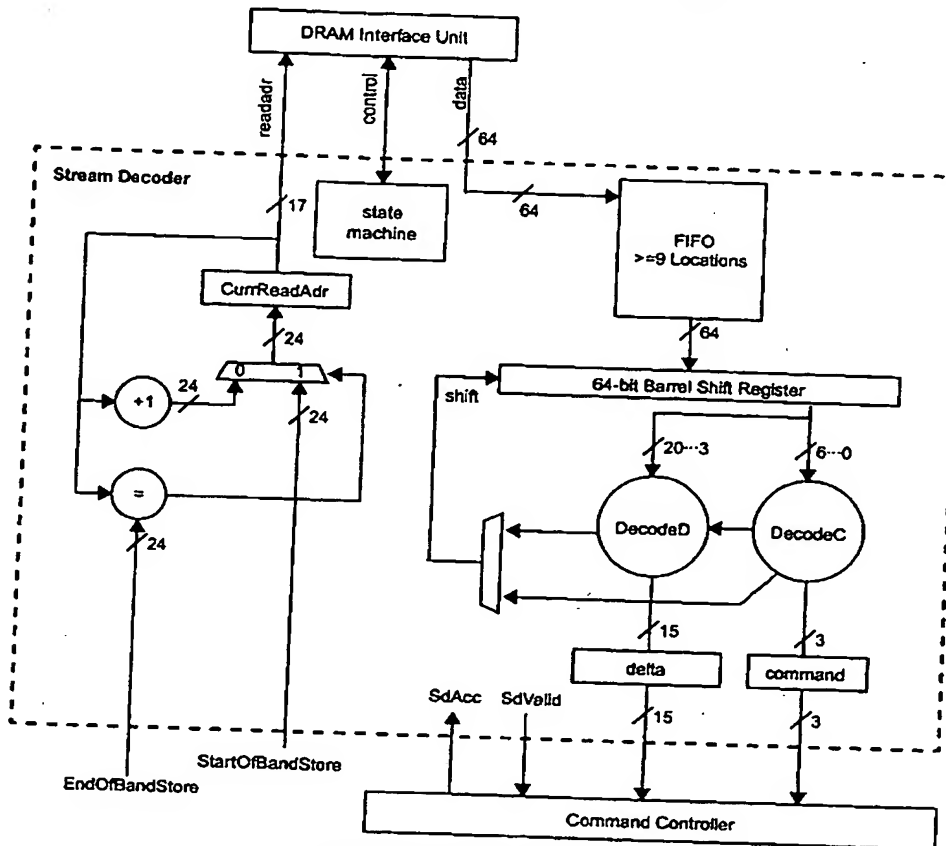 DRAM Interface Unit
readadr
control
data
64
Stream Decoder
17
state
machine
64
FIFO
>=9 Locations
CurrReadAdr
24
64
0 1
64-bit Barrel Shift Register
shift
+1
24
24
20...3
6...0
=
DecodeD
DecodeC
24
15
3
delta
command
SdAcc
SdValid
15
3
StartOfBandStore
EndOfBandStore
Command Controller